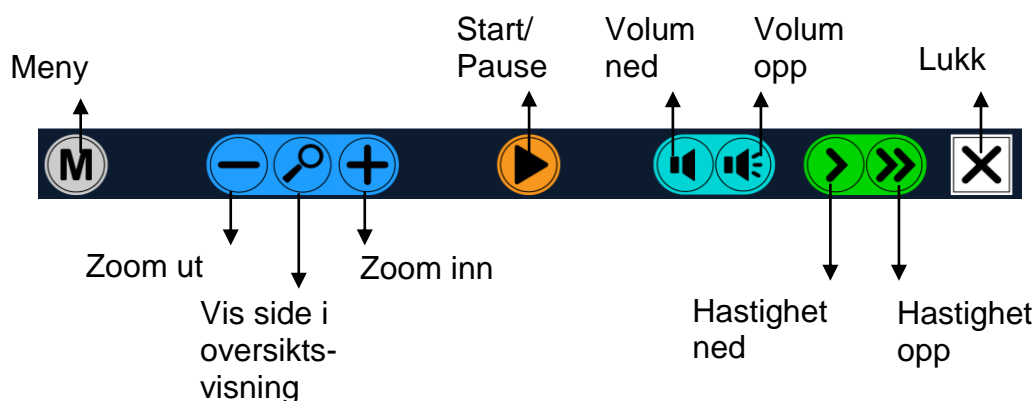 Meny
Start/
Pause
Volum
ned
Volum
opp
Lukk
M
Zoom ut
Vis side i
oversikts-
visning
Zoom inn
Hastighet
ned
Hastighet
opp